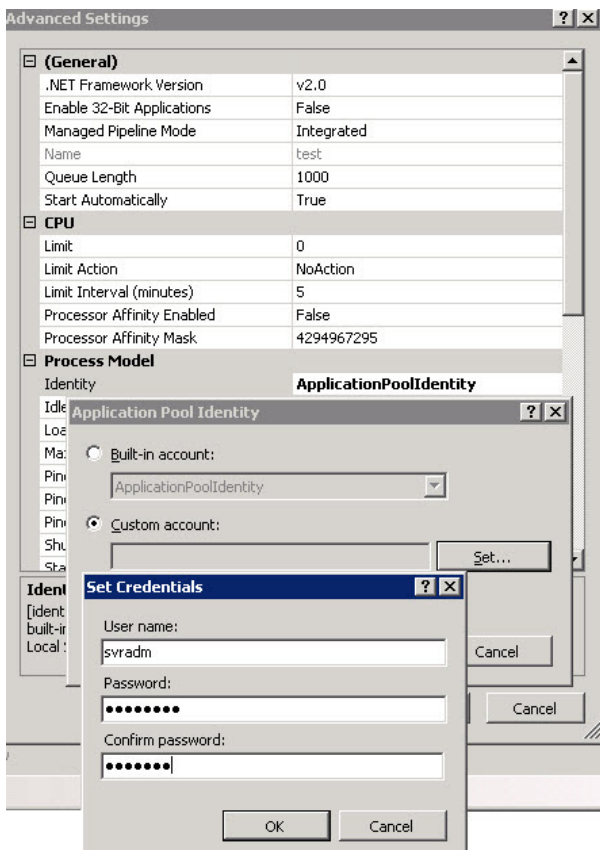 Advanced Settings
(General)
.NET Framework Version v2.0
Enable 32-Bit Applications False
Managed Pipeline Mode Integrated
Name test
Queue Length 1000
Start Automatically True
CPU
Limit 0
Limit Action NoAction
Limit Interval (minutes) 5
Processor Affinity Enabled False
Processor Affinity Mask 4294967295
Process Model
Identity ApplicationPoolIdentity
Application Pool Identity
Built-in account:
ApplicationPoolIdentity
Custom account:
Set...
Cancel
Cancel
Set Credentials
User name:
svradm
Password:
●●●●●●●●
Confirm password:
●●●●●●●
OK Cancel